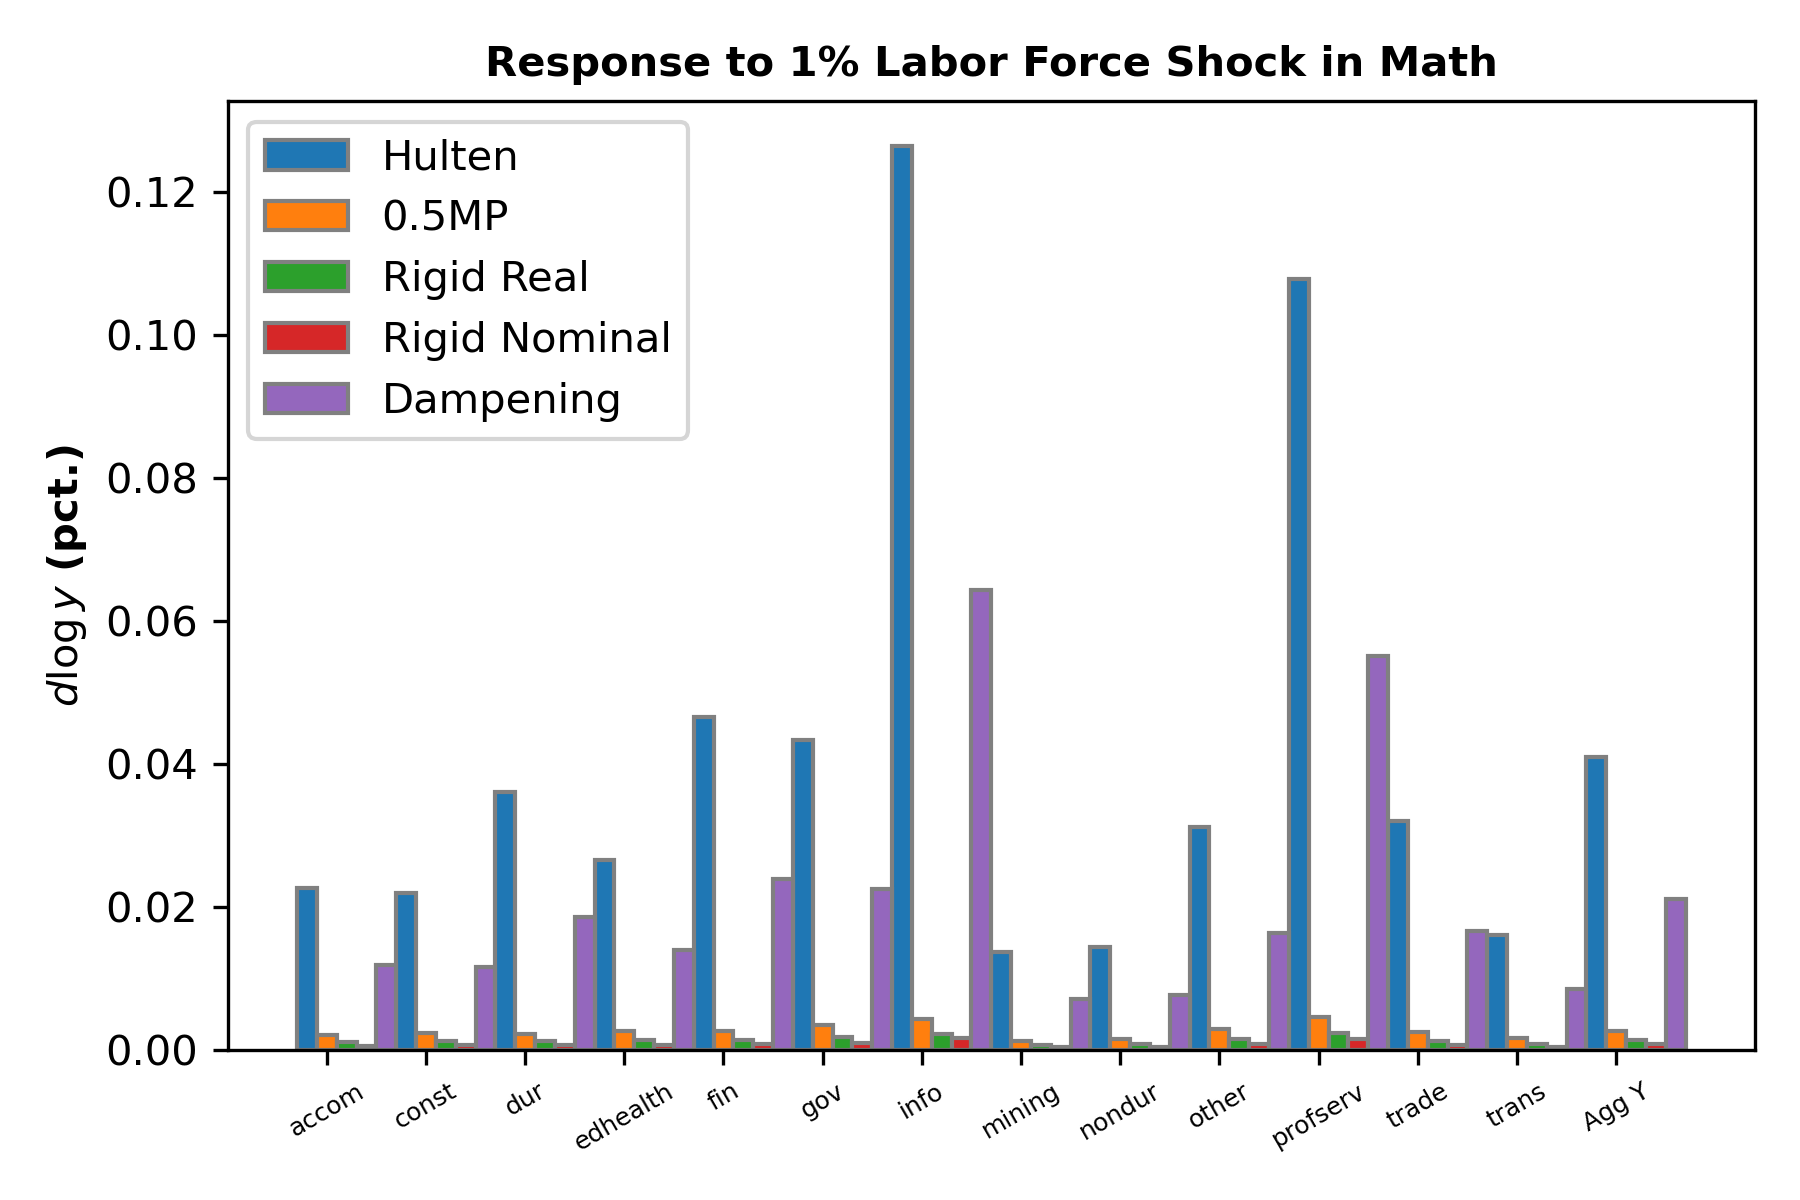 Response to 1% Labor Force Shock in Math
Hulten
0.5MP
Rigid Real
Rigid Nominal
Dampening
dlog y (pct.)
0.12
0.10
0.08
0.06
0.04
0.02
0.00
accom const dur edhealth fin gov info mining nondur other profserv trade trans Agg Y